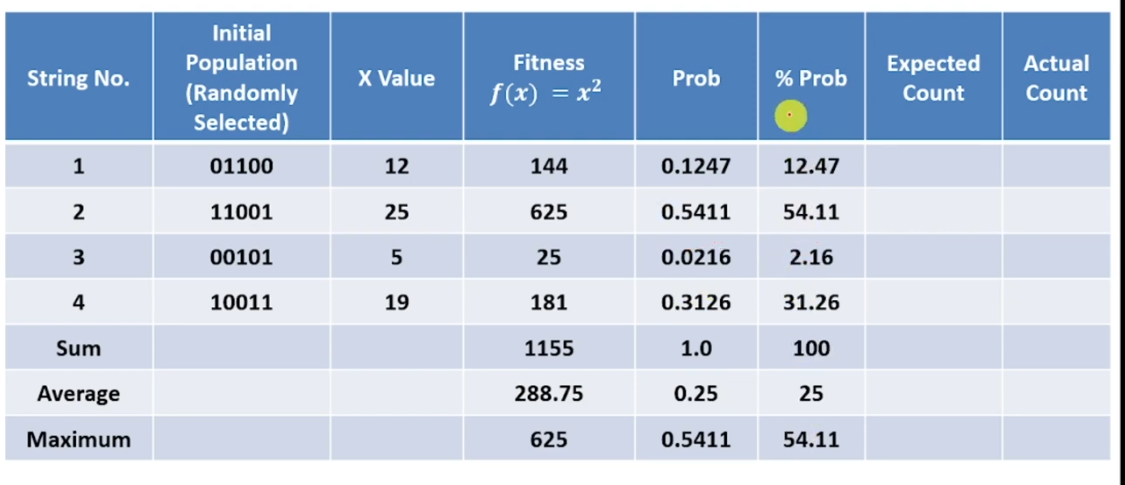 String No. Initial Population (Randomly Selected) X Value Fitness f(x) = x² Prob % Prob Expected Count Actual Count
1 01100 12 144 0.1247 12.47
2 11001 25 625 0.5411 54.11
3 00101 5 25 0.0216 2.16
4 10011 19 181 0.3126 31.26
Sum 1155 1.0 100
Average 288.75 0.25 25
Maximum 625 0.5411 54.11